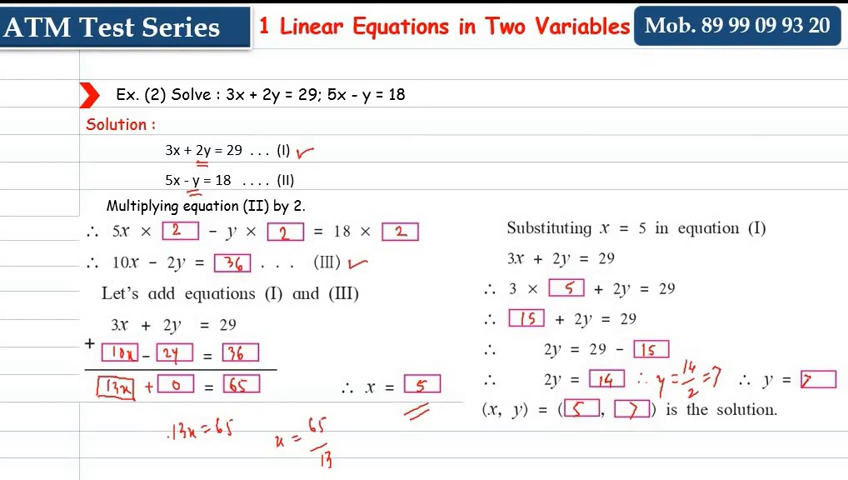 ATM Test Series
1 Linear Equations in Two Variables
Mob. 89 99 09 93 20
Ex. (2) Solve : 3x + 2y = 29; 5x - y = 18
Solution :
3x + 2y = 29 . . . (I) ✓
5x - y = 18 . . . . (II)
Multiplying equation (II) by 2.
∴ 5x × 2 - y × 2 = 18 × 2
∴ 10x - 2y = 36 . . . (III) ✓
Let's add equations (I) and (III)
3x + 2y = 29
+ 10x - 2y = 36
13x + 0 = 65
∴ x = 5
13x = 65
x = 65/13
Substituting x = 5 in equation (I)
3x + 2y = 29
∴ 3 × 5 + 2y = 29
∴ 15 + 2y = 29
∴ 2y = 29 - 15
∴ 2y = 14 ∴ y = 14/2 = 7 ∴ y = 7
(x, y) = (5, 7) is the solution.